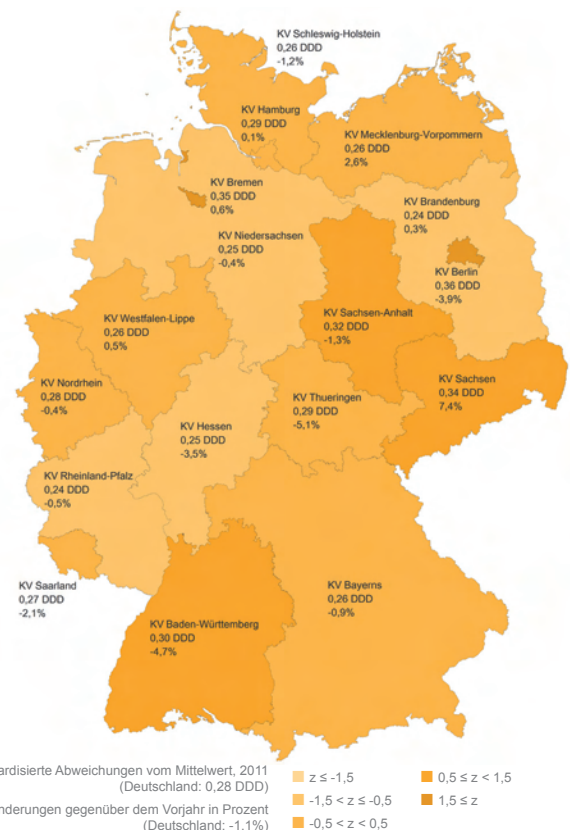 KV Schleswig-Holstein
0,26 DDD
-1,2%
KV Hamburg
0,29 DDD
0,1%
KV Mecklenburg-Vorpommern
0,26 DDD
2,6%
KV Bremen
0,35 DDD
0,6%
KV Brandenburg
0,24 DDD
0,3%
KV Niedersachsen
0,25 DDD
-0,4%
KV Berlin
0,36 DDD
-3,9%
KV Westfalen-Lippe
0,26 DDD
0,5%
KV Sachsen-Anhalt
0,32 DDD
-1,3%
KV Nordrhein
0,28 DDD
-0,4%
KV Thueringen
0,29 DDD
-5,1%
KV Sachsen
0,34 DDD
7,4%
KV Hessen
0,25 DDD
-3,5%
KV Rheinland-Pfalz
0,24 DDD
-0,5%
KV Saarland
0,27 DDD
-2,1%
KV Bayerns
0,26 DDD
-0,9%
KV Baden-Württemberg
0,30 DDD
-4,7%
Abweichungen vom Mittelwert, 2011
(Deutschland: 0,28 DDD)
gegenüber dem Vorjahr in Prozent
(Deutschland: -1,1%)
z ≤ -1,5
-1,5 < z ≤ -0,5
-0,5 < z < 0,5
0,5 ≤ z < 1,5
1,5 ≤ z